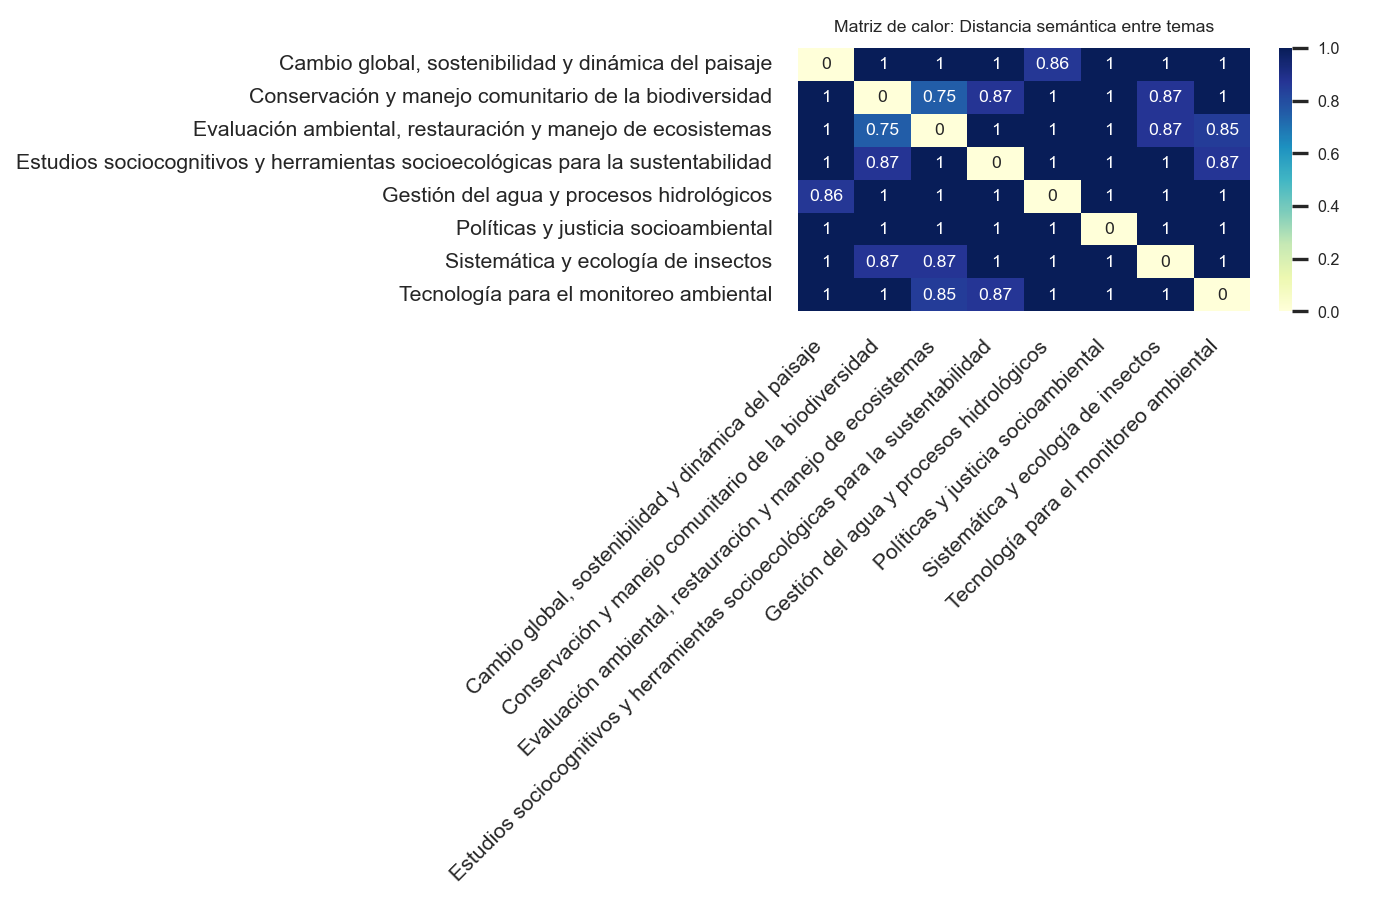 Matriz de calor: Distancia semántica entre temas
Cambio global, sostenibilidad y dinámica del paisaje 0 1 1 1 0.86 1 1 1
Conservación y manejo comunitario de la biodiversidad 1 0 0.75 0.87 1 1 0.87 1
Evaluación ambiental, restauración y manejo de ecosistemas 1 0.75 0 1 1 1 0.87 0.85
Estudios sociocognitivos y herramientas socioecológicas para la sustentabilidad 1 0.87 1 0 1 1 1 0.87
Gestión del agua y procesos hidrológicos 0.86 1 1 1 0 1 1 1
Políticas y justicia socioambiental 1 1 1 1 1 0 1 1
Sistemática y ecología de insectos 1 0.87 0.87 1 1 1 0 1
Tecnología para el monitoreo ambiental 1 1 0.85 0.87 1 1 1 0
1.0
0.8
0.6
0.4
0.2
0.0
Cambio global, sostenibilidad y dinámica del paisaje
Conservación y manejo comunitario de la biodiversidad
Evaluación ambiental, restauración y manejo de ecosistemas
Estudios sociocognitivos y herramientas socioecológicas para la sustentabilidad
Gestión del agua y procesos hidrológicos
Políticas y justicia socioambiental
Sistemática y ecología de insectos
Tecnología para el monitoreo ambiental